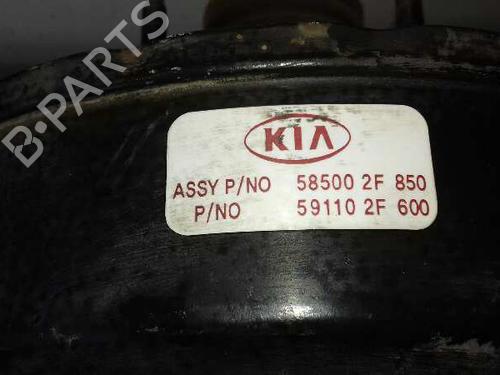 B-PARTS
KIA
ASSY P/NO 58500 2F 850
P/NO 59110 2F 600